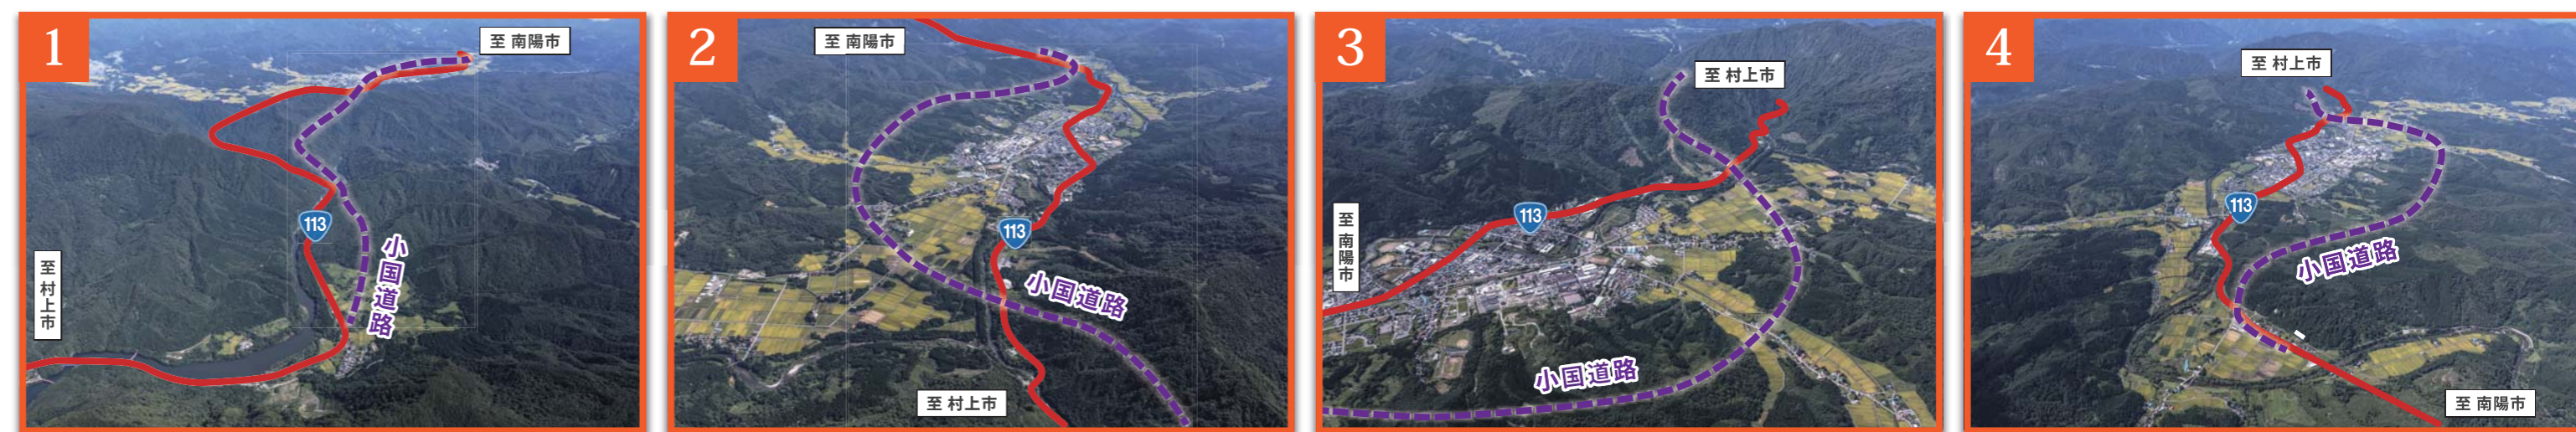 1
至 南陽市
113
小国道路
至 村上市
2
至 南陽市
113
小国道路
至 村上市
3
至 村上市
113
至 南陽市
小国道路
4
至 村上市
113
小国道路
至 南陽市